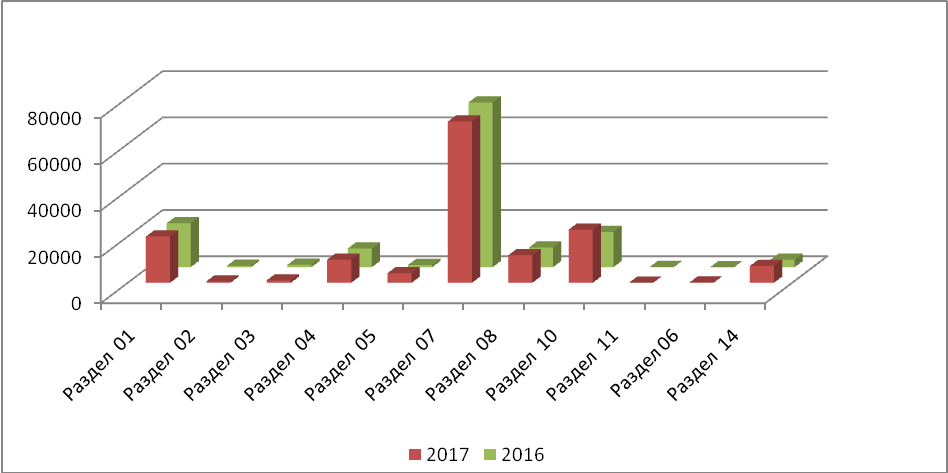 80000
60000
40000
20000
0
Раздел 01
Раздел 02
Раздел 03
Раздел 04
Раздел 05
Раздел 07
Раздел 08
Раздел 10
Раздел 11
Раздел 06
Раздел 14
2017 2016